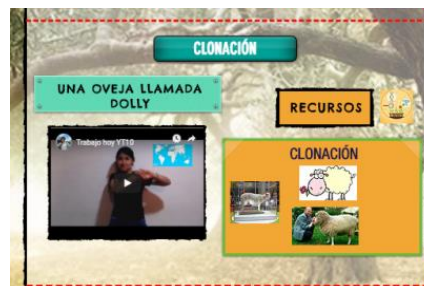 CLONACIÓN
UNA OVEJA LLAMADA
DOLLY
RECURSOS
Trabajo hoy YT10
CLONACIÓN